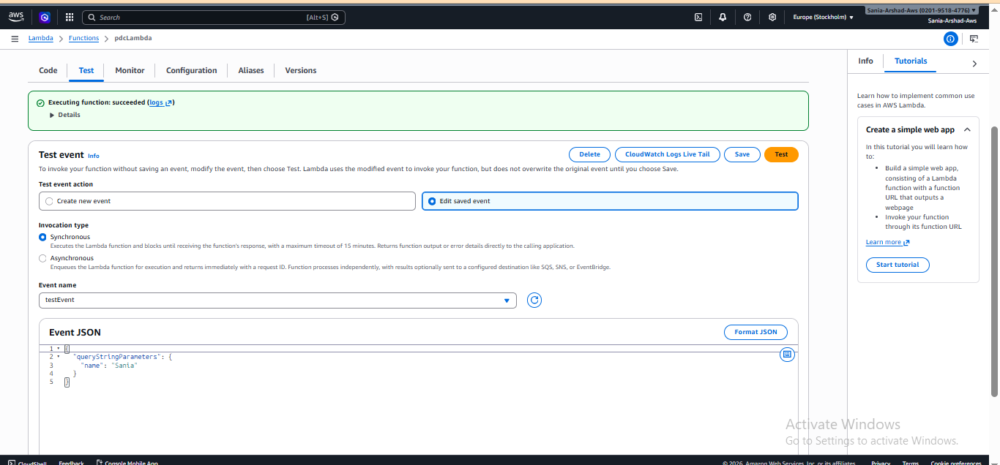 aws
Search [Alt+S] Europe (Stockholm) Sania-Arshad-Aws (0201-9518-4776)
Sania-Arshad-Aws
Lambda Functions pdcLambda
Code Test Monitor Configuration Aliases Versions
Executing function: succeeded (logs)
Details
Test event Info Delete CloudWatch Logs Live Tail Save Test
To invoke your function without saving an event, modify the event, then choose Test. Lambda uses the modified event to invoke your function, but does not overwrite the original event until you choose Save.
Test event action
Create new event Edit saved event
Invocation type
Synchronous
Executes the Lambda function and blocks until receiving the function's response, with a maximum timeout of 15 minutes. Returns function output or error details directly to the calling application.
Asynchronous
Enqueues the Lambda function for execution and returns immediately with a request ID. Function processes independently, with results optionally sent to a configured destination like SQS, SNS, or EventBridge.
Event name
testEvent
Event JSON Format JSON
1 {
2 "queryStringParameters": {
3 "name": "Sania"
4 }
5 }
Info Tutorials
Learn how to implement common use
cases in AWS Lambda.
Create a simple web app
In this tutorial you will learn how
to:
• Build a simple web app,
consisting of a Lambda
function with a function
URL that outputs a
webpage
• Invoke your function
through its function URL
Learn more
Start tutorial
Activate Windows
Go to Settings to activate Windows.
CloudShell Feedback Console Mobile App © 2026, Amazon Web Services, Inc. or its affiliates. Privacy Terms Cookie preferences